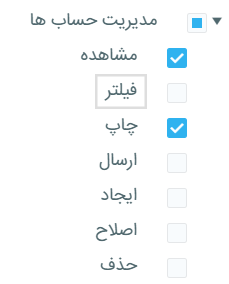 مدیریت حساب ها
مشاهده
فیلتر
چاپ
ارسال
ایجاد
اصلاح
حذف